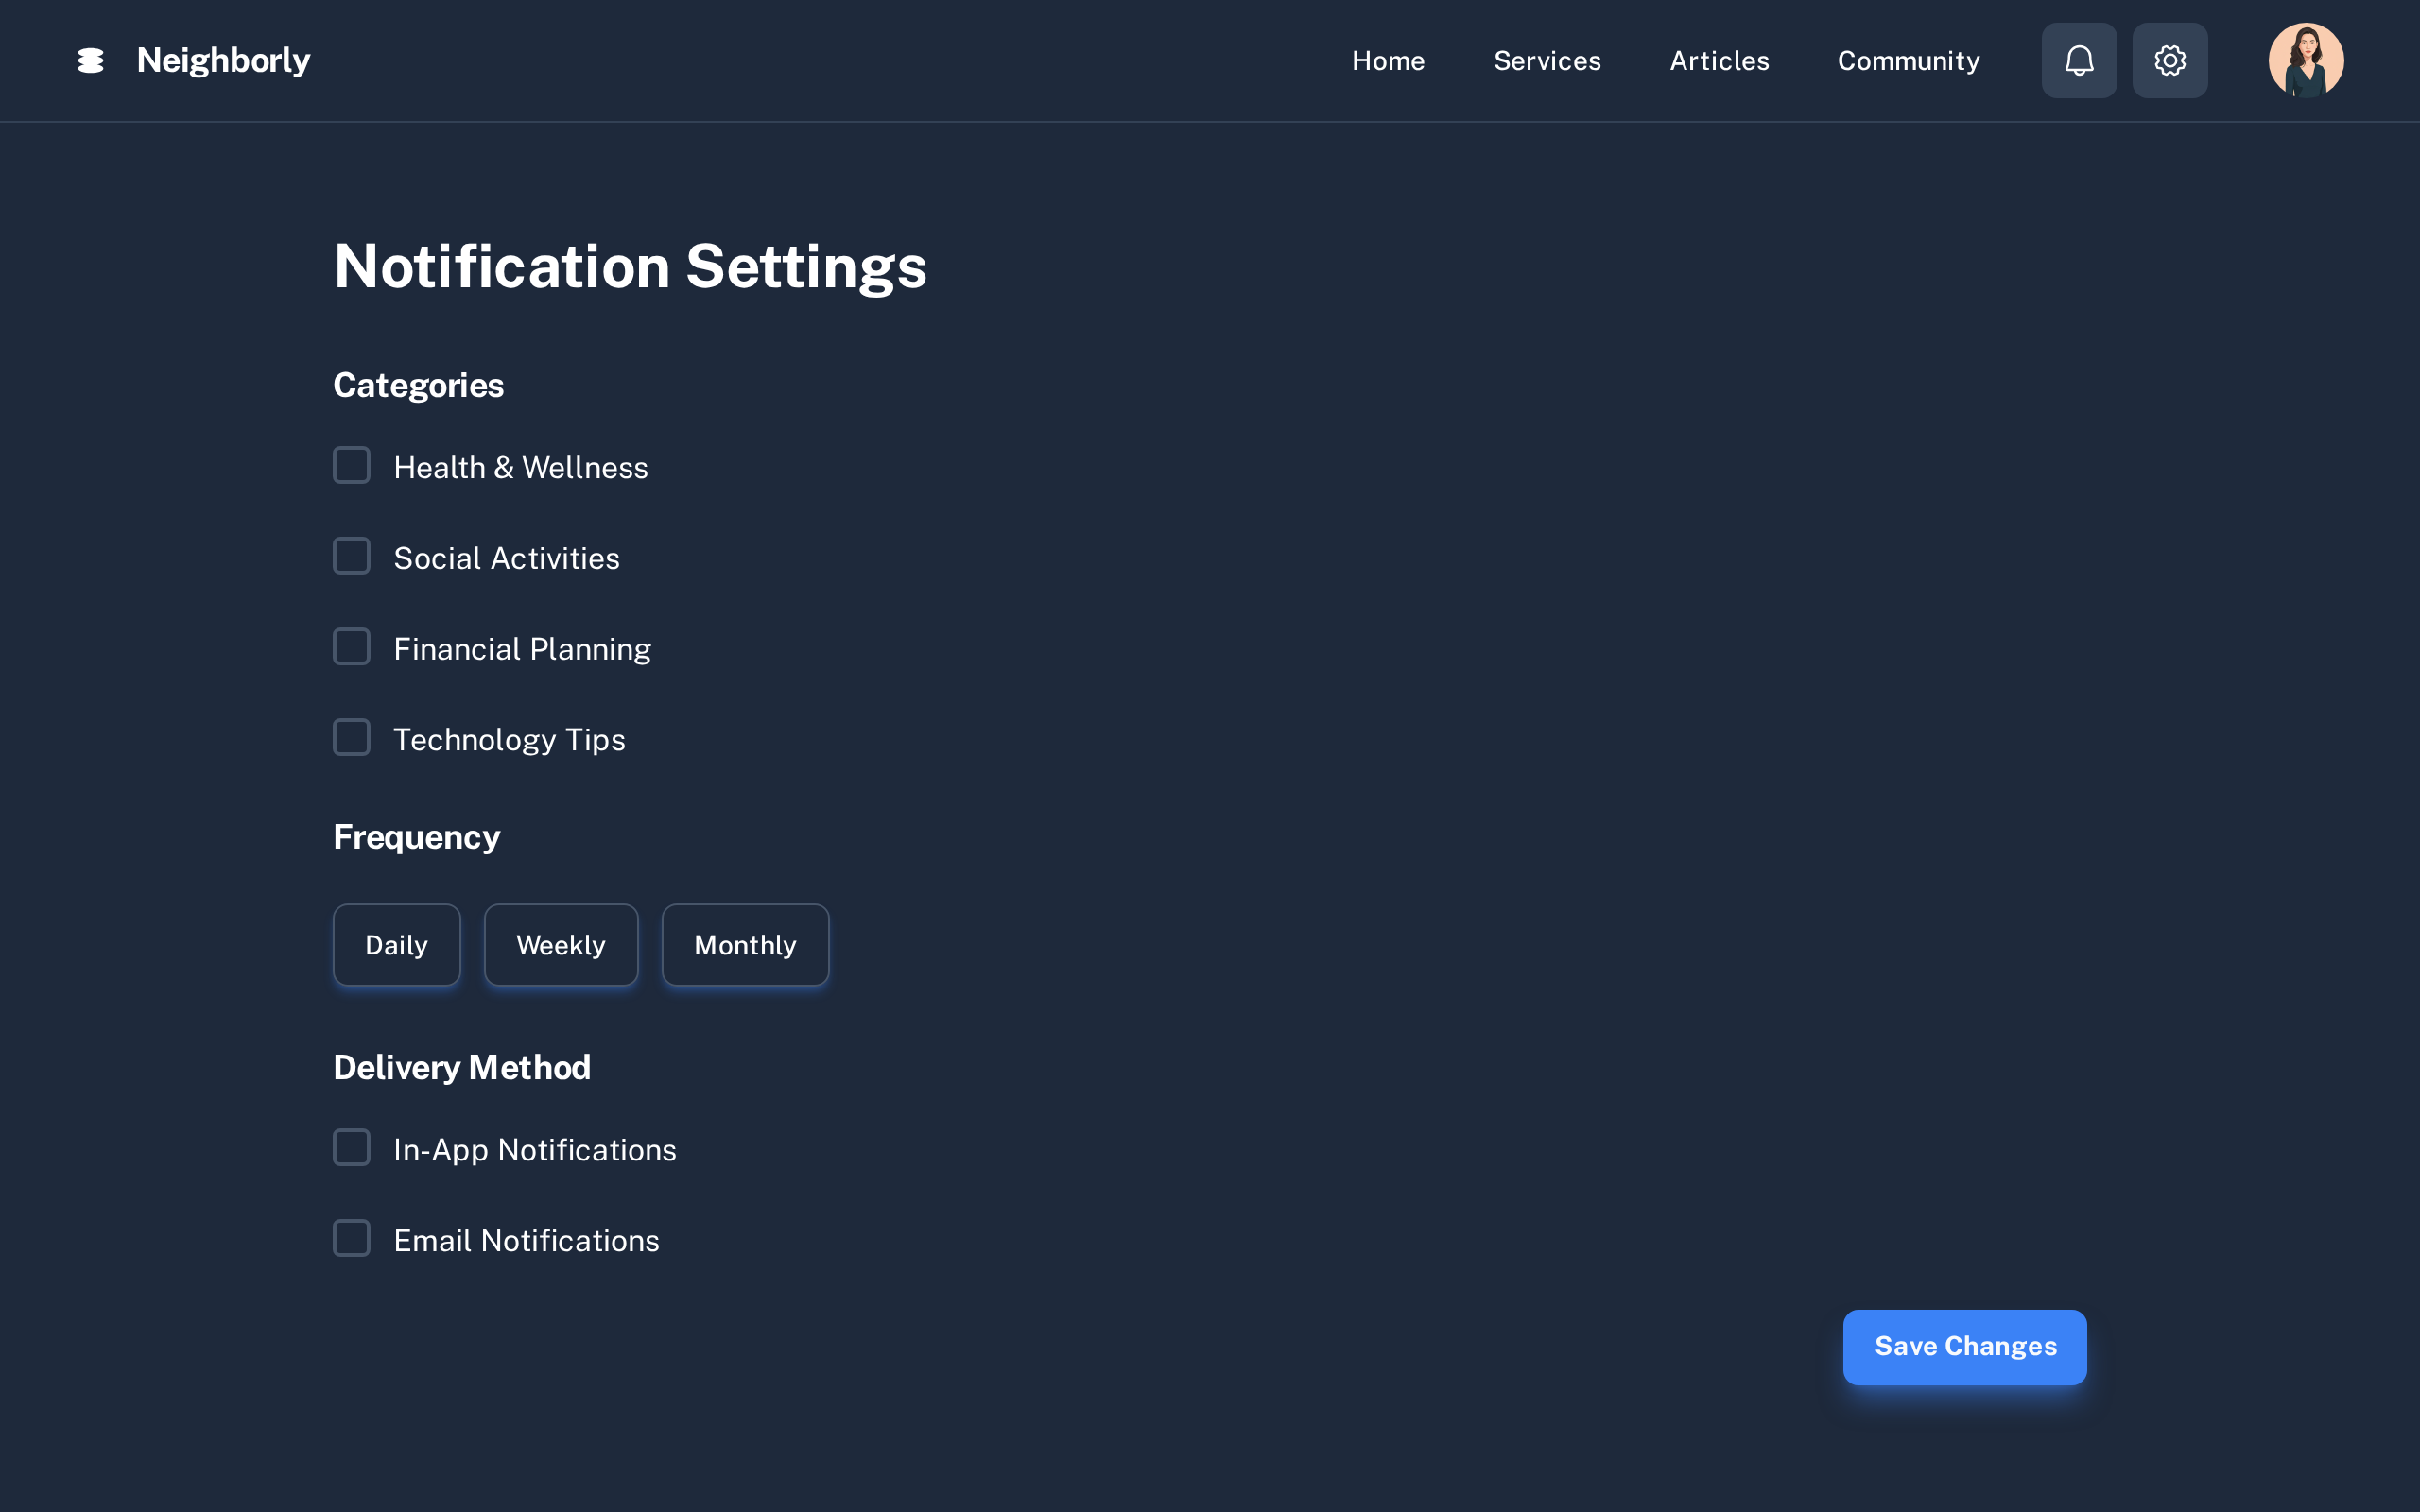 Neighborly
Home
Services
Articles
Community
Notification Settings
Categories
Health & Wellness
Social Activities
Financial Planning
Technology Tips
Frequency
Daily
Weekly
Monthly
Delivery Method
In-App Notifications
Email Notifications
Save Changes